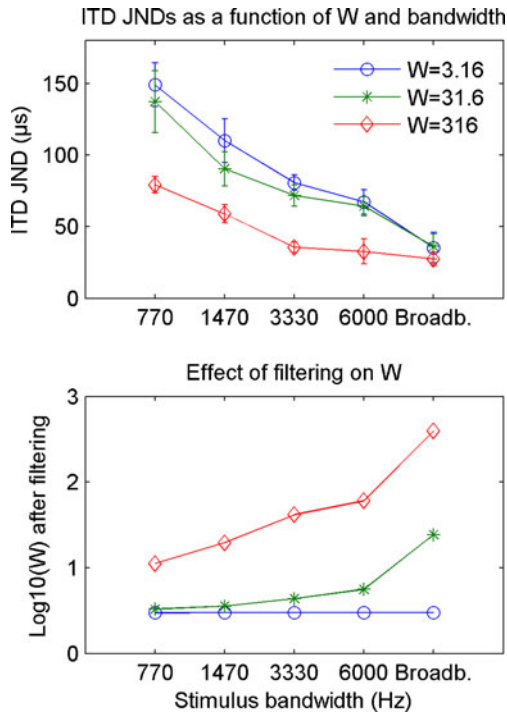 ITD JNDs as a function of W and bandwidth
150
100
50
0
ITD JND (µs)
W=3.16
W=31.6
W=316
770 1470 3330 6000 Broadb.
Effect of filtering on W
3
2
1
0
Log10(W) after filtering
770 1470 3330 6000 Broadb.
Stimulus bandwidth (Hz)